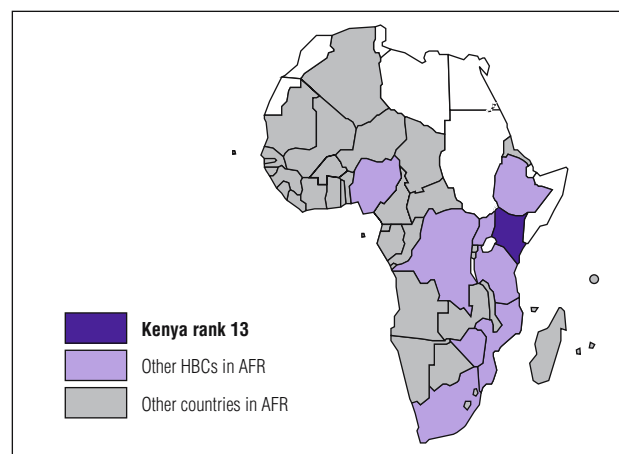 Kenya rank 13
Other HBCs in AFR
Other countries in AFR